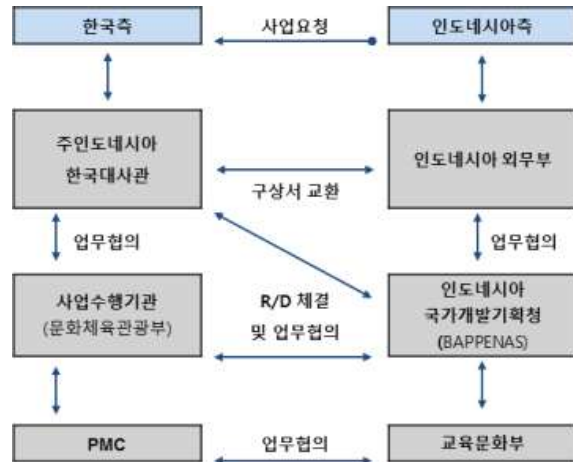 한국측
사업요청
인도네시아측
주인도네시아
한국대사관
구상서 교환
인도네시아 외무부
업무협의
업무협의
사업수행기관
(문화체육관광부)
R/D 체결
및 업무협의
인도네시아
국가개발기획청
(BAPPENAS)
PMC
업무협의
교육문화부